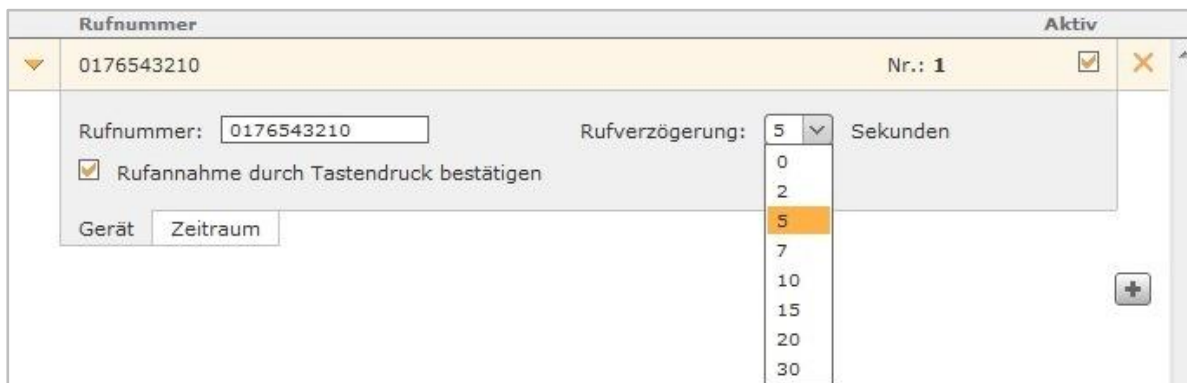 Rufnummer Aktiv
0176543210 Nr.: 1
Rufnummer: 0176543210 Rufverzögerung: 5 Sekunden
0
Rufannahme durch Tastendruck bestätigen
2
5
Gerät Zeitraum
7
10
15
20
30